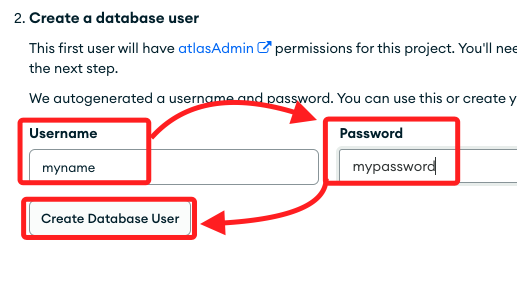 2. Create a database user
This first user will have atlasAdmin permissions for this project. You'll nee
the next step.
We autogenerated a username and password. You can use this or create y
Username
Password
myname
mypassword
Create Database User